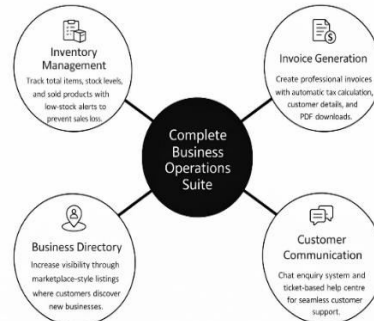 Inventory
Management
Track total items, stock levels,
and sold products with
low-stock alerts to
prevent sales loss.
Invoice Generation
Create professional invoices
with automatic tax calculation,
customer details, and
PDF downloads.
Complete
Business
Operations
Suite
Business Directory
Increase visibility through
marketplace-style listings
where customers discover
new businesses.
Customer
Communication
Chat enquiry system and
ticket-based help centre
for seamless customer
support.